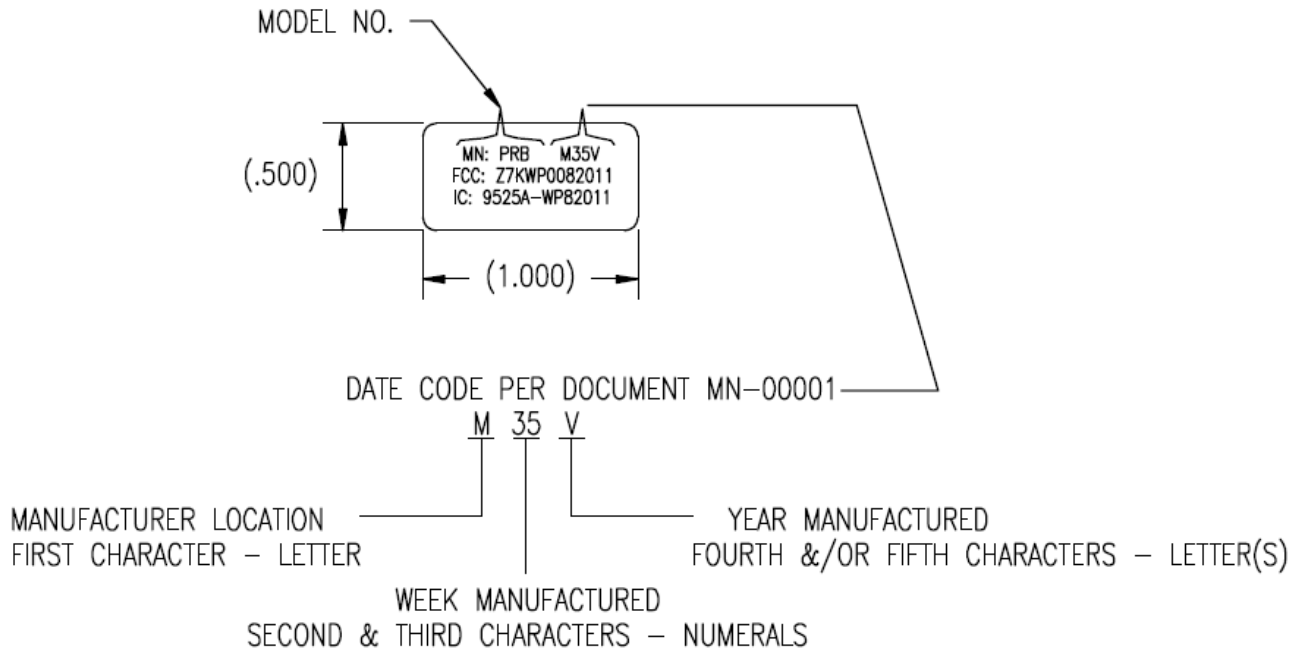 MODEL NO.
MN: PRB M35V
FCC: Z7KWP0082011
IC: 9525A-WP82011
(.500)
(1.000)
DATE CODE PER DOCUMENT MN-00001
M 35 V
MANUFACTURER LOCATION
FIRST CHARACTER - LETTER
YEAR MANUFACTURED
FOURTH &/OR FIFTH CHARACTERS - LETTER(S)
WEEK MANUFACTURED
SECOND & THIRD CHARACTERS - NUMERALS